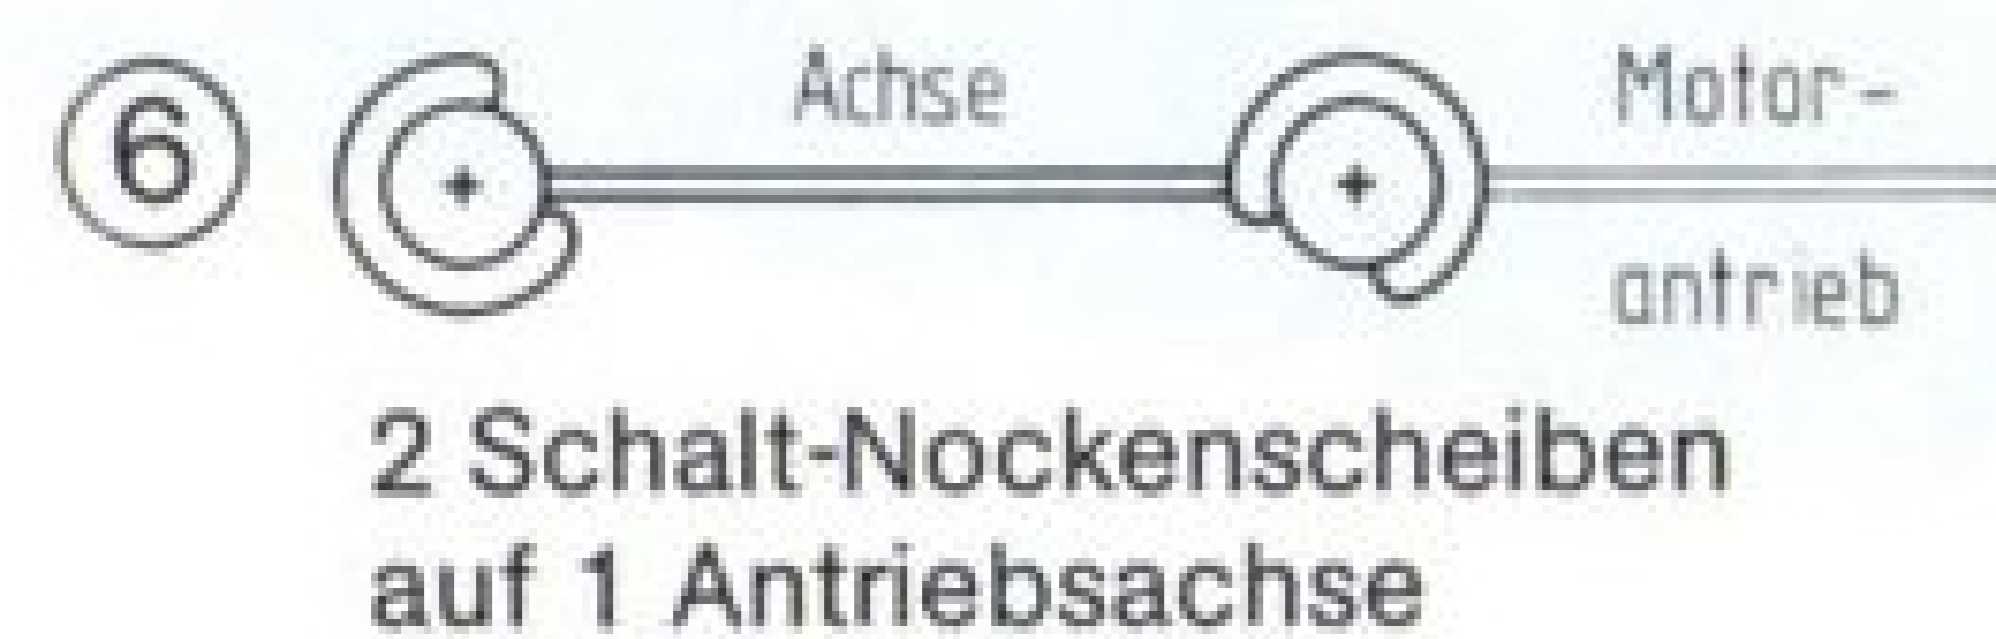 6
Achse
Motor-
antrieb
2 Schalt-Nockenscheiben
auf 1 Antriebsachse